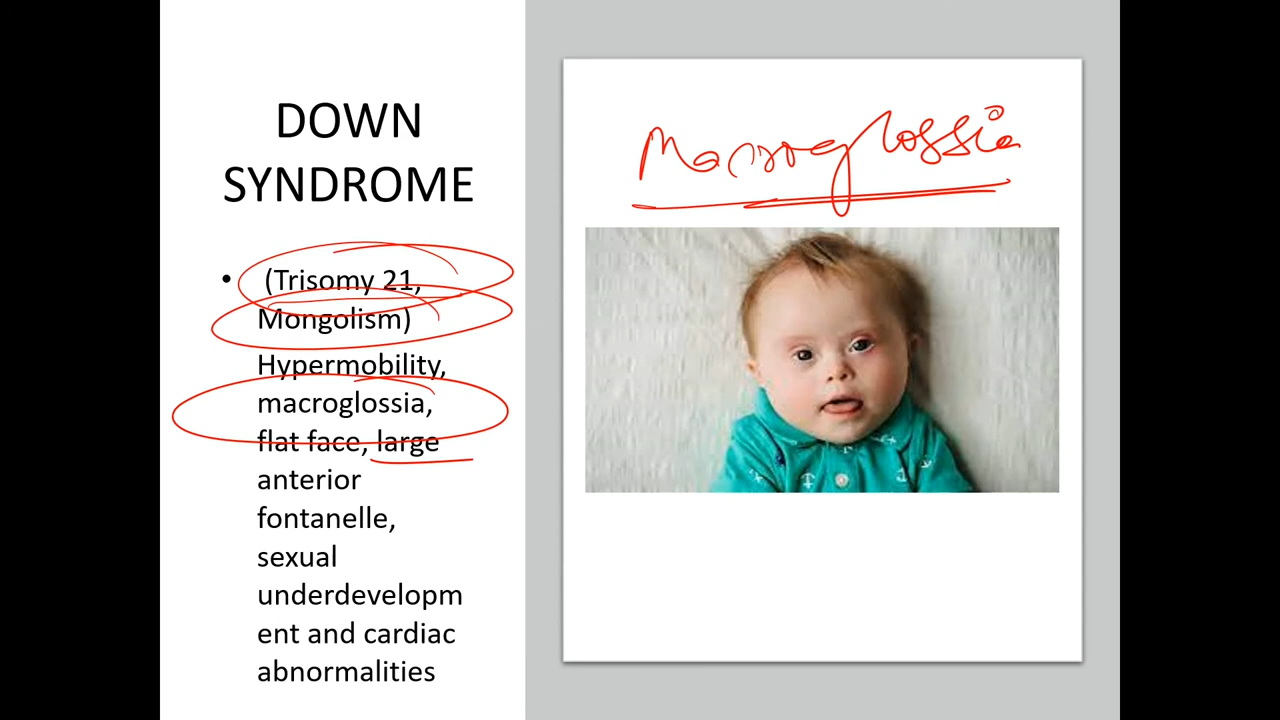 DOWN
SYNDROME
• (Trisomy 21,
Mongolism)
Hypermobility,
macroglossia,
flat face, large
anterior
fontanelle,
sexual
underdevelopm
ent and cardiac
abnormalities
Macroglossia